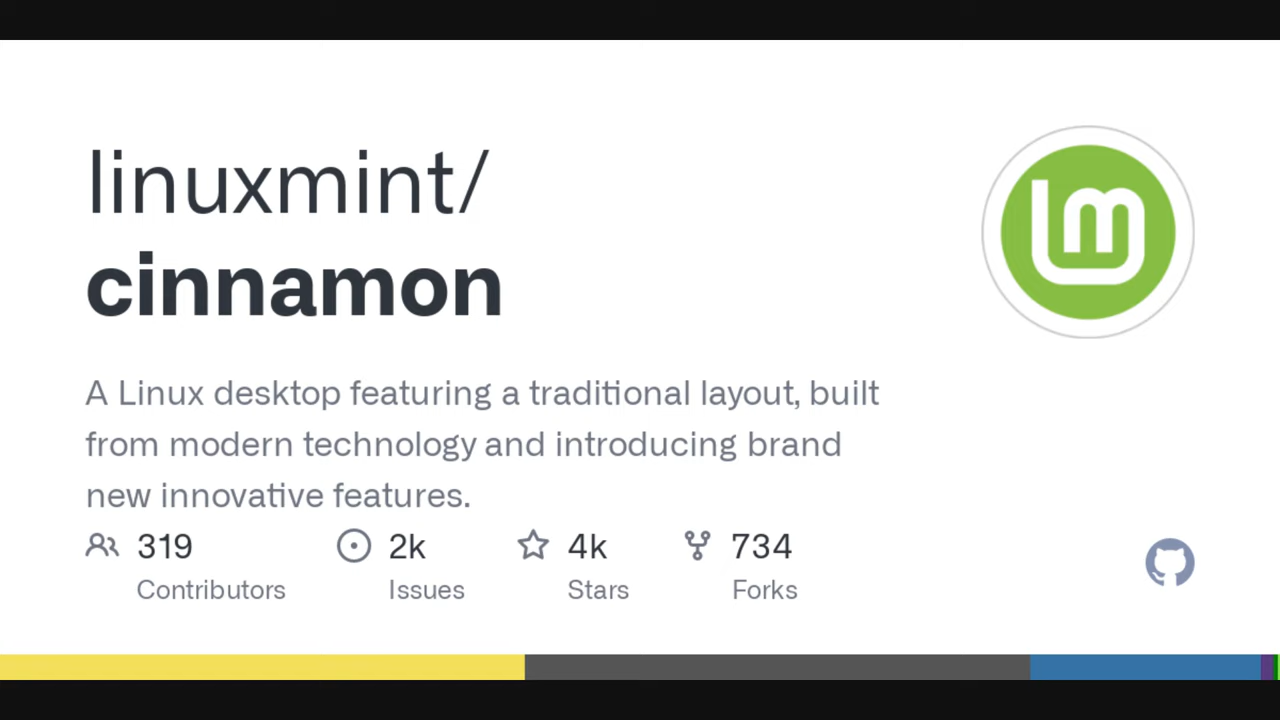 linuxmint/
cinnamon
lm
A Linux desktop featuring a traditional layout, built
from modern technology and introducing brand
new innovative features.
319 2k 4k 734
Contributors Issues Stars Forks